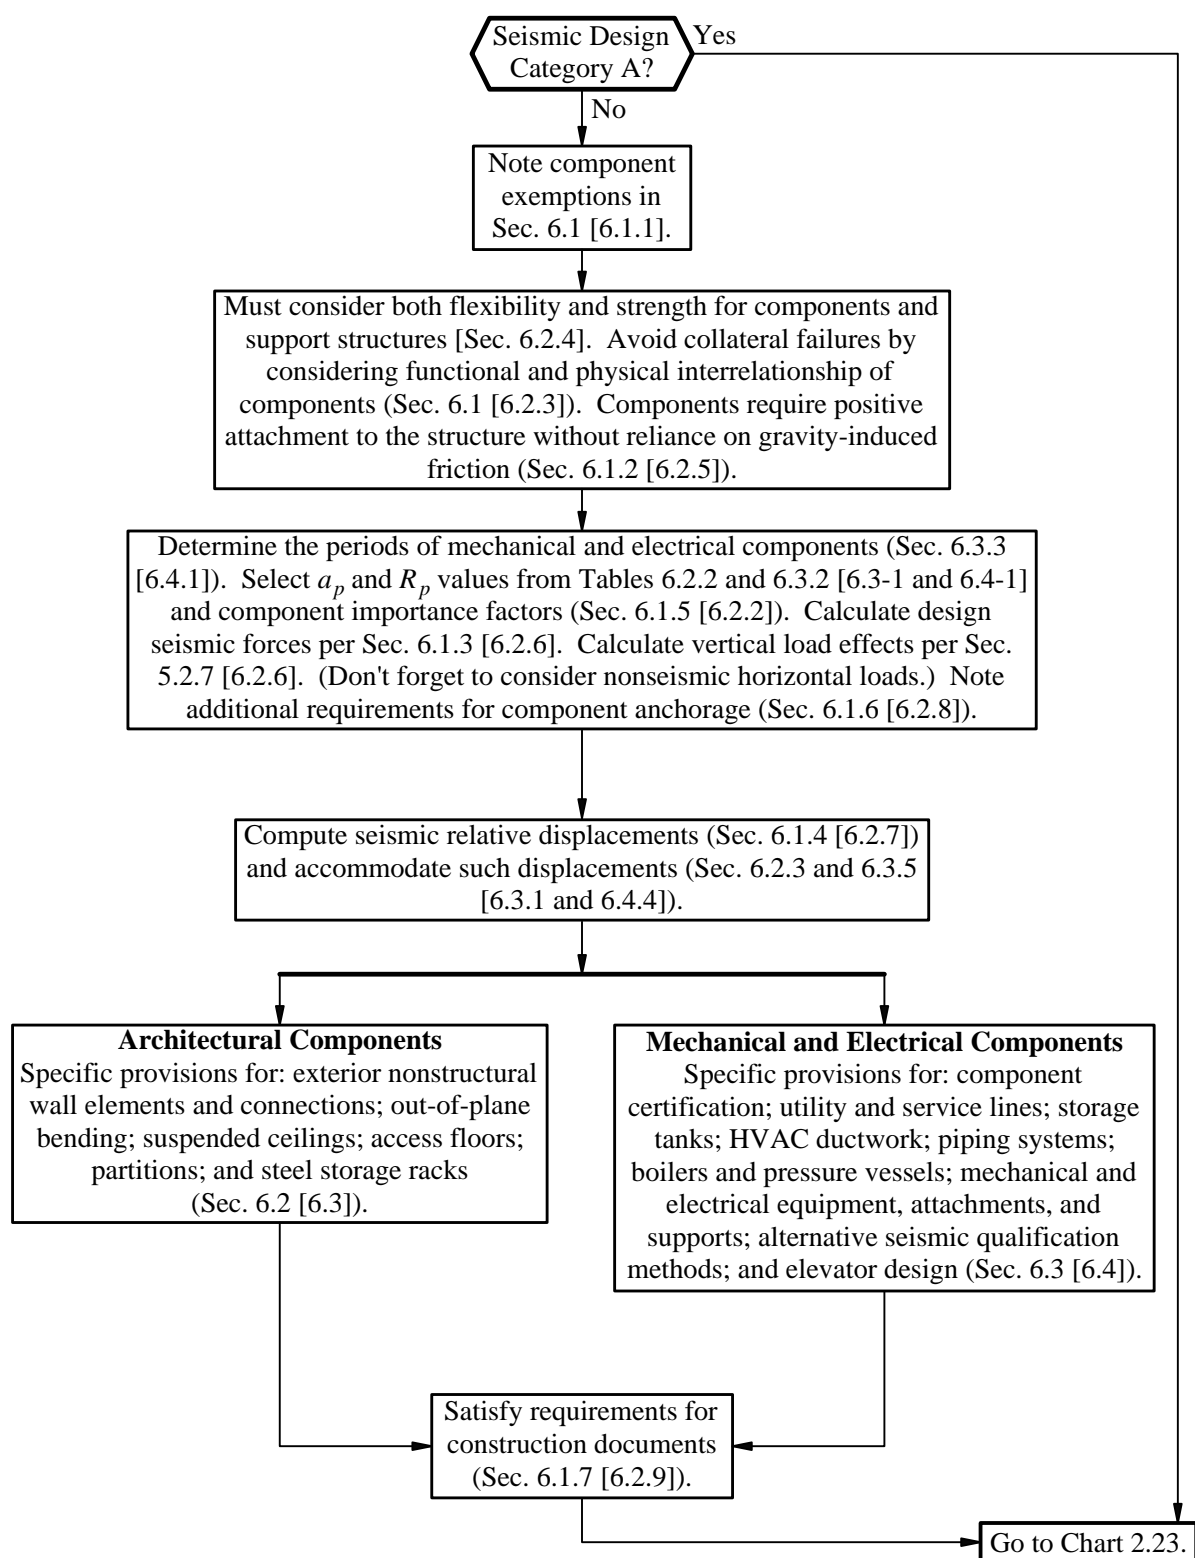 Seismic Design
Category A?
Yes
No
Note component
exemptions in
Sec. 6.1 [6.1.1].
Must consider both flexibility and strength for components and
support structures [Sec. 6.2.4].  Avoid collateral failures by
considering functional and physical interrelationship of
components (Sec. 6.1 [6.2.3]).  Components require positive
attachment to the structure without reliance on gravity-induced
friction (Sec. 6.1.2 [6.2.5]).
Determine the periods of mechanical and electrical components (Sec. 6.3.3
[6.4.1]).  Select a_p and R_p values from Tables 6.2.2 and 6.3.2 [6.3-1 and 6.4-1]
and component importance factors (Sec. 6.1.5 [6.2.2]).  Calculate design
seismic forces per Sec. 6.1.3 [6.2.6].  Calculate vertical load effects per Sec.
5.2.7 [6.2.6].  (Don't forget to consider nonseismic horizontal loads.)  Note
additional requirements for component anchorage (Sec. 6.1.6 [6.2.8]).
Compute seismic relative displacements (Sec. 6.1.4 [6.2.7])
and accommodate such displacements (Sec. 6.2.3 and 6.3.5
[6.3.1 and 6.4.4]).
Architectural Components
Specific provisions for: exterior nonstructural
wall elements and connections; out-of-plane
bending; suspended ceilings; access floors;
partitions; and steel storage racks
(Sec. 6.2 [6.3]).
Mechanical and Electrical Components
Specific provisions for: component
certification; utility and service lines; storage
tanks; HVAC ductwork; piping systems;
boilers and pressure vessels; mechanical and
electrical equipment, attachments, and
supports; alternative seismic qualification
methods; and elevator design (Sec. 6.3 [6.4]).
Satisfy requirements for
construction documents
(Sec. 6.1.7 [6.2.9]).
Go to Chart 2.23.